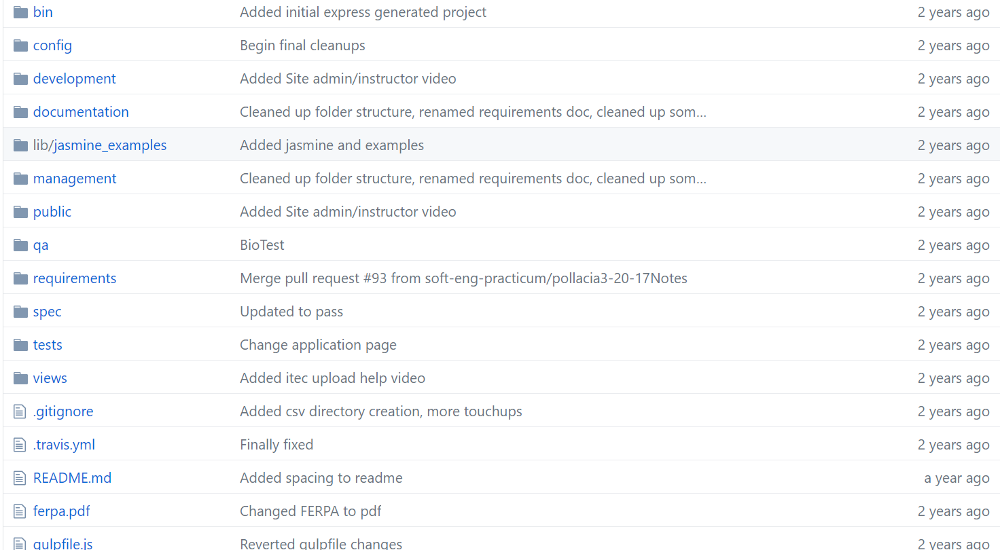 bin Added initial express generated project 2 years ago
config Begin final cleanups 2 years ago
development Added Site admin/instructor video 2 years ago
documentation Cleaned up folder structure, renamed requirements doc, cleaned up som... 2 years ago
lib/jasmine_examples Added jasmine and examples 2 years ago
management Cleaned up folder structure, renamed requirements doc, cleaned up som... 2 years ago
public Added Site admin/instructor video 2 years ago
qa BioTest 2 years ago
requirements Merge pull request #93 from soft-eng-practicum/pollacia3-20-17Notes 2 years ago
spec Updated to pass 2 years ago
tests Change application page 2 years ago
views Added itec upload help video 2 years ago
.gitignore Added csv directory creation, more touchups 2 years ago
.travis.yml Finally fixed 2 years ago
README.md Added spacing to readme a year ago
ferpa.pdf Changed FERPA to pdf 2 years ago
gulpfile.js Reverted gulpfile changes 2 years ago